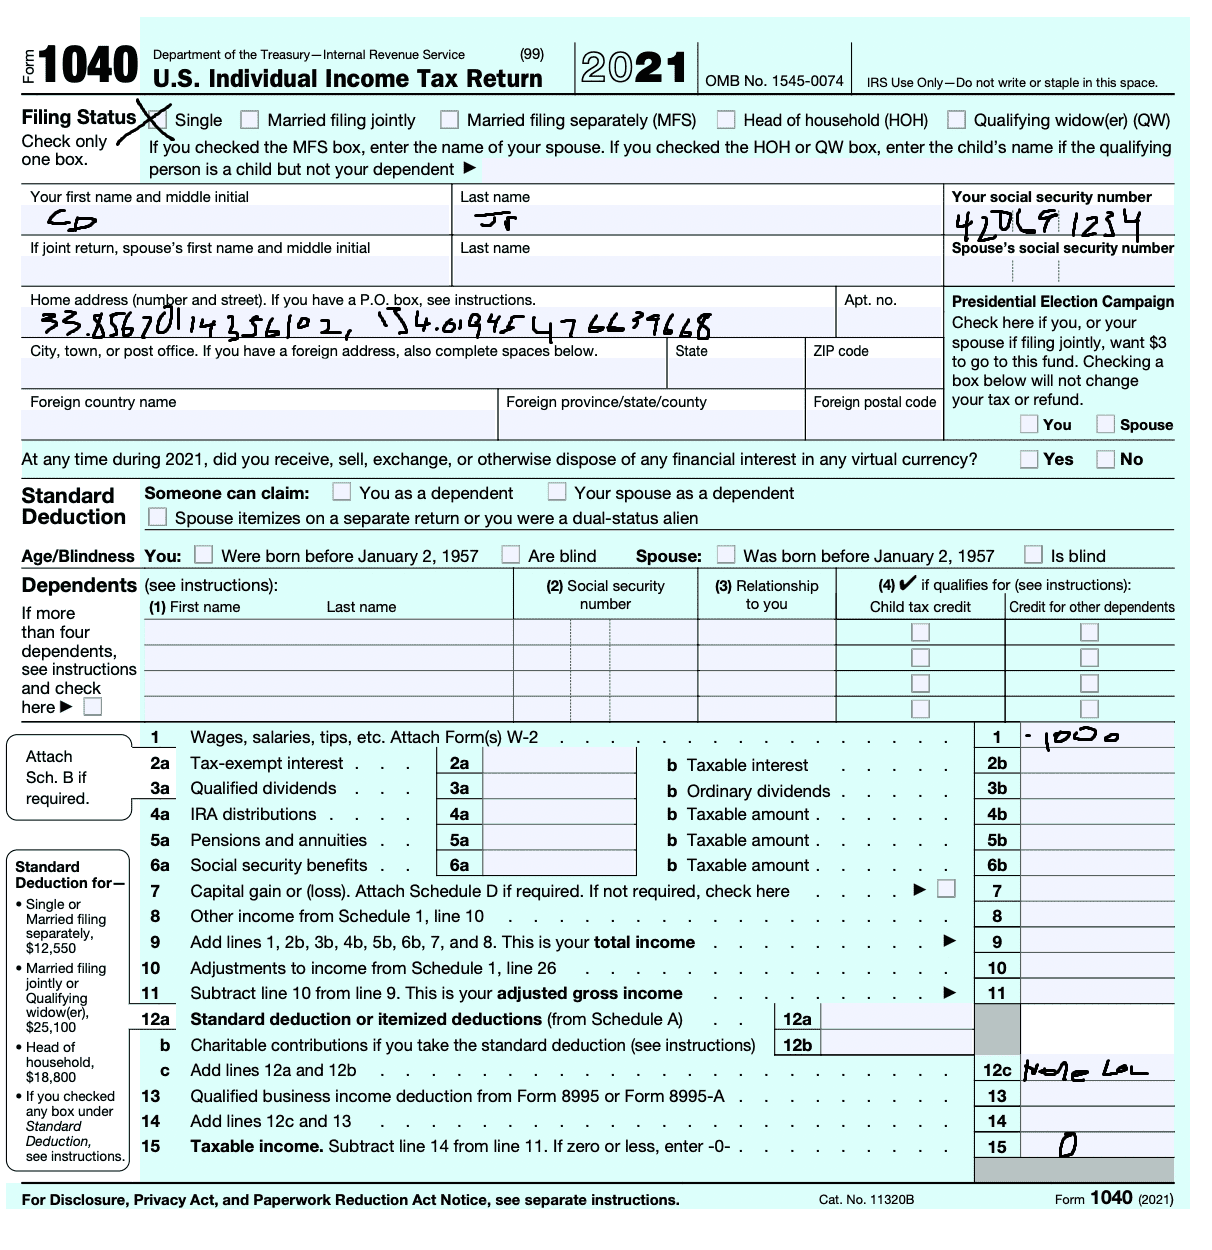 Form 1040 Department of the Treasury—Internal Revenue Service (99) U.S. Individual Income Tax Return 2021 OMB No. 1545-0074 IRS Use Only—Do not write or staple in this space.
Filing Status Single Married filing jointly Married filing separately (MFS) Head of household (HOH) Qualifying widow(er) (QW)
Check only one box.
If you checked the MFS box, enter the name of your spouse. If you checked the HOH or QW box, enter the child's name if the qualifying
person is a child but not your dependent ▶
Your first name and middle initial Last name Your social security number
CD Jr 42069 1234
If joint return, spouse's first name and middle initial Last name Spouse's social security number
Home address (number and street). If you have a P.O. box, see instructions. Apt. no.
33.85670114356102,
City, town, or post office. If you have a foreign address, also complete spaces below. State ZIP code
Foreign country name Foreign province/state/county Foreign postal code
Presidential Election Campaign
Check here if you, or your
spouse if filing jointly, want $3
to go to this fund. Checking a
box below will not change
your tax or refund.
You Spouse
At any time during 2021, did you receive, sell, exchange, or otherwise dispose of any financial interest in any virtual currency? Yes No
Standard Deduction
Someone can claim: You as a dependent Your spouse as a dependent
Spouse itemizes on a separate return or you were a dual-status alien
Age/Blindness You: Were born before January 2, 1957 Are blind Spouse: Was born before January 2, 1957 Is blind
Dependents (see instructions): (2) Social security number (3) Relationship to you (4) ✔ if qualifies for (see instructions):
(1) First name Last name Child tax credit Credit for other dependents
If more
than four
dependents,
see instructions
and check
here ▶
Attach
Sch. B if
required.
1 Wages, salaries, tips, etc. Attach Form(s) W-2 1 -1000
2a Tax-exempt interest 2a b Taxable interest 2b
3a Qualified dividends 3a b Ordinary dividends 3b
4a IRA distributions 4a b Taxable amount 4b
5a Pensions and annuities 5a b Taxable amount 5b
6a Social security benefits 6a b Taxable amount 6b
7 Capital gain or (loss). Attach Schedule D if required. If not required, check here ▶ 7
8 Other income from Schedule 1, line 10 8
9 Add lines 1, 2b, 3b, 4b, 5b, 6b, 7, and 8. This is your total income ▶ 9
10 Adjustments to income from Schedule 1, line 26 10
11 Subtract line 10 from line 9. This is your adjusted gross income ▶ 11
12a Standard deduction or itemized deductions (from Schedule A) 12a
b Charitable contributions if you take the standard deduction (see instructions) 12b
c Add lines 12a and 12b 12c None LOL
13 Qualified business income deduction from Form 8995 or Form 8995-A 13
14 Add lines 12c and 13 14
15 Taxable income. Subtract line 14 from line 11. If zero or less, enter -0- 15 0
Standard
Deduction for—
• Single or
Married filing
separately,
$12,550
• Married filing
jointly or
Qualifying
widow(er),
$25,100
• Head of
household,
$18,800
• If you checked
any box under
Standard
Deduction,
see instructions.
For Disclosure, Privacy Act, and Paperwork Reduction Act Notice, see separate instructions. Cat. No. 11320B Form 1040 (2021)